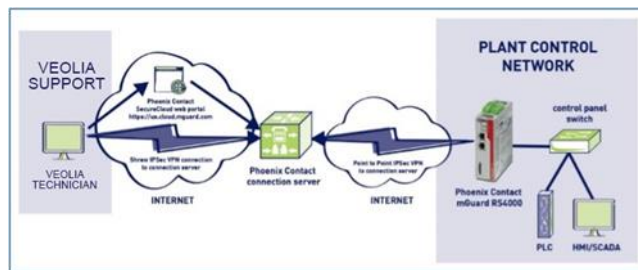 VEOLIA
SUPPORT
VEOLIA
TECHNICIAN
Phoenix Contact
SecureCloud web portal
https://us.cloud.mguard.com
Shrew IPSec VPN connection
to connection server
INTERNET
Phoenix Contact
connection server
Point to Point IPSec VPN
to connection server
INTERNET
PLANT CONTROL
NETWORK
control panel
switch
Phoenix Contact
mGuard RS4000
PLC
HMI/SCADA